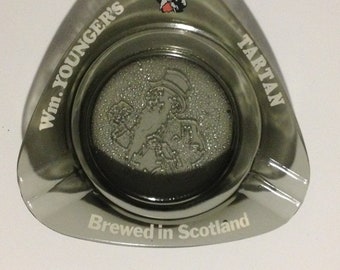 Wm. YOUNGER'S
TARTAN
Brewed in Scotland